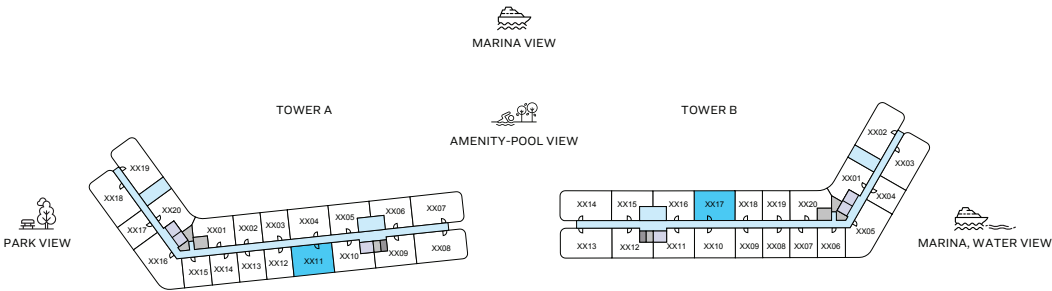 MARINA VIEW
TOWER A
TOWER B
AMENITY-POOL VIEW
PARK VIEW
MARINA, WATER VIEW
XX19
XX18
XX20
XX17
XX16
XX01
XX02
XX03
XX04
XX05
XX06
XX07
XX15
XX14
XX13
XX12
XX11
XX10
XX09
XX08
XX02
XX03
XX01
XX04
XX05
XX14
XX15
XX16
XX17
XX18
XX19
XX20
XX13
XX12
XX11
XX10
XX09
XX08
XX07
XX06